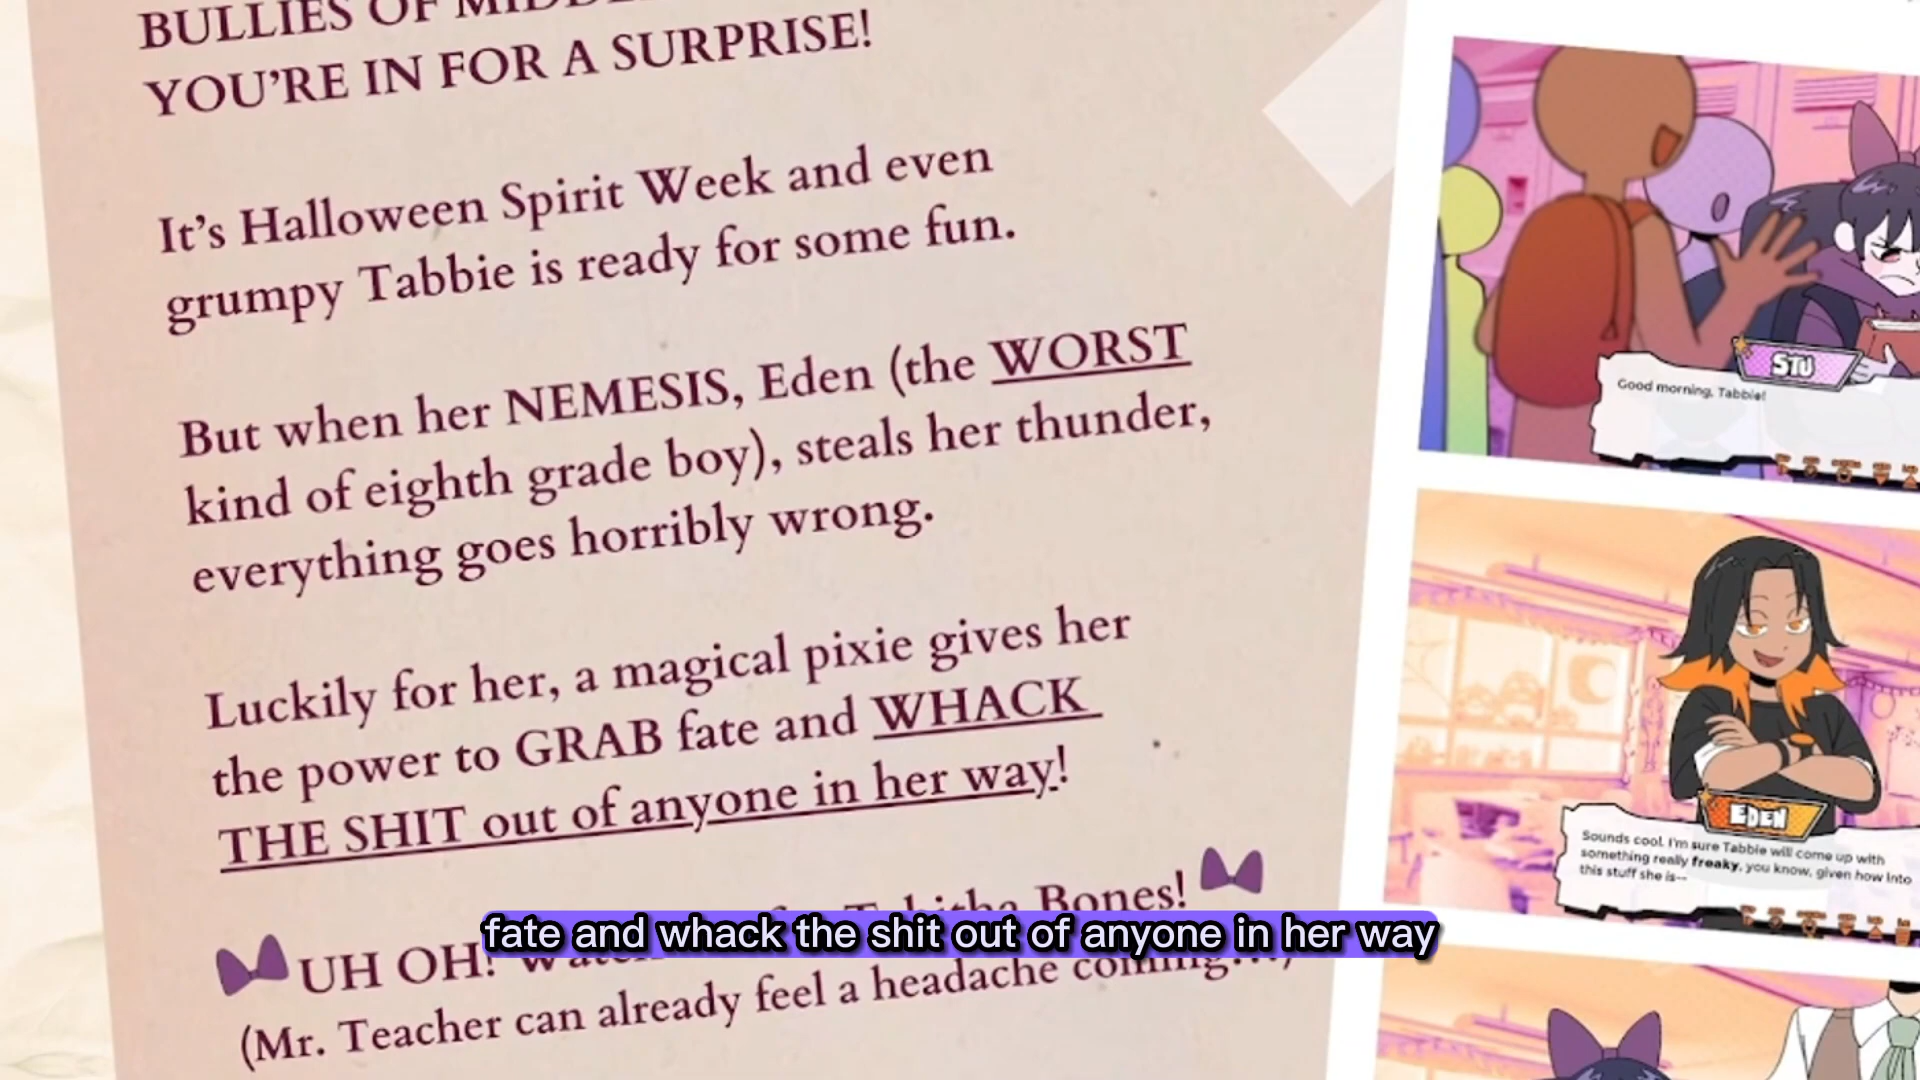 BULLIES OF
YOU'RE IN FOR A SURPRISE!
It's Halloween Spirit Week and even
grumpy Tabbie is ready for some fun.
But when her NEMESIS, Eden (the WORST
kind of eighth grade boy), steals her thunder,
everything goes horribly wrong.
Luckily for her, a magical pixie gives her
the power to GRAB fate and WHACK
THE SHIT out of anyone in her way!
UH OH! Bones!
(Mr. Teacher can already feel a headache coming...)
fate and whack the shit out of anyone in her way
STU
Good morning, Tabbie!
EDEN
Sounds cool. I'm sure Tabbie will come up with
something really freaky, you know, given how into
this stuff she is--